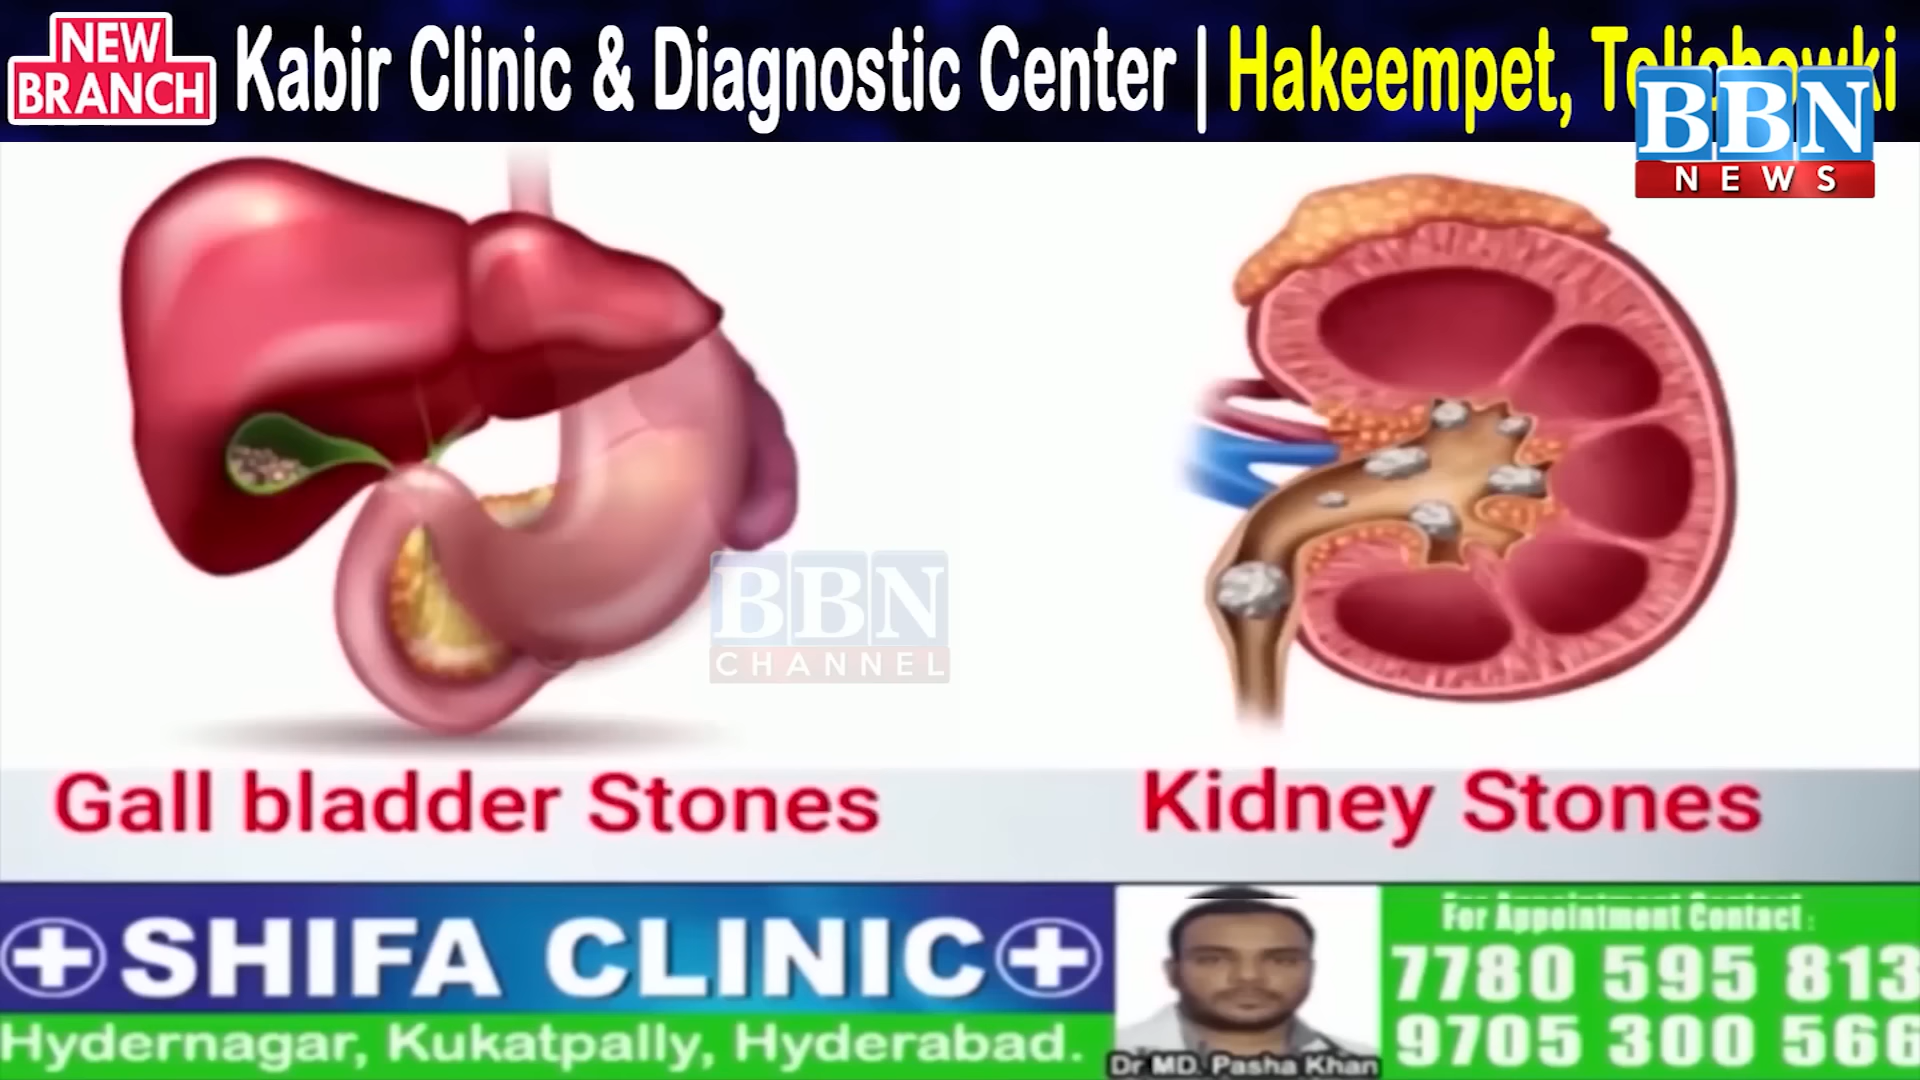 NEW
BRANCH
Kabir Clinic & Diagnostic Center | Hakeempet,
BBN
NEWS
BBN
CHANNEL
Gall bladder Stones
Kidney Stones
SHIFA CLINIC
Hydernagar, Kukatpally, Hyderabad.
Dr MD. Pasha Khan
For Appointment Contact :
7780 595 813
9705 300 566